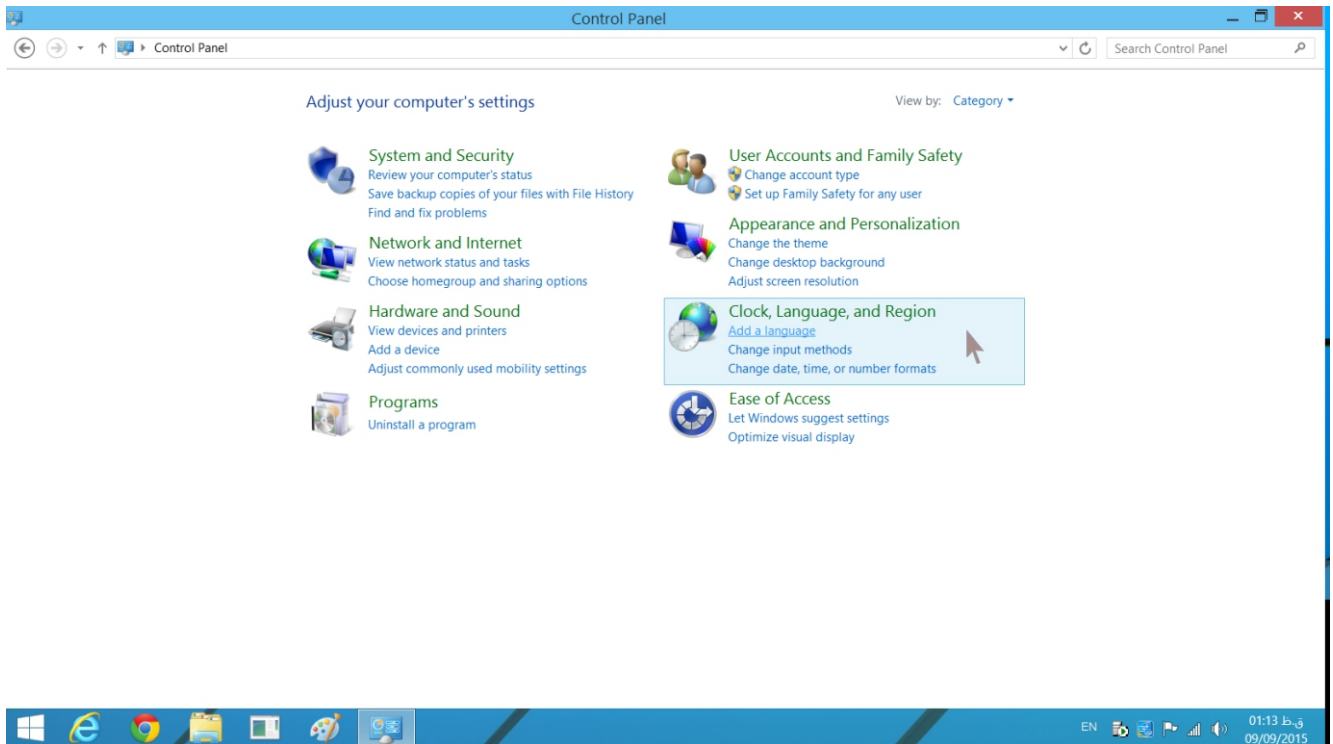 Control Panel
Control Panel
Search Control Panel
Adjust your computer's settings
View by: Category
System and Security
Review your computer's status
Save backup copies of your files with File History
Find and fix problems
Network and Internet
View network status and tasks
Choose homegroup and sharing options
Hardware and Sound
View devices and printers
Add a device
Adjust commonly used mobility settings
Programs
Uninstall a program
User Accounts and Family Safety
Change account type
Set up Family Safety for any user
Appearance and Personalization
Change the theme
Change desktop background
Adjust screen resolution
Clock, Language, and Region
Add a language
Change input methods
Change date, time, or number formats
Ease of Access
Let Windows suggest settings
Optimize visual display
EN
01:13 ق.ظ
09/09/2015